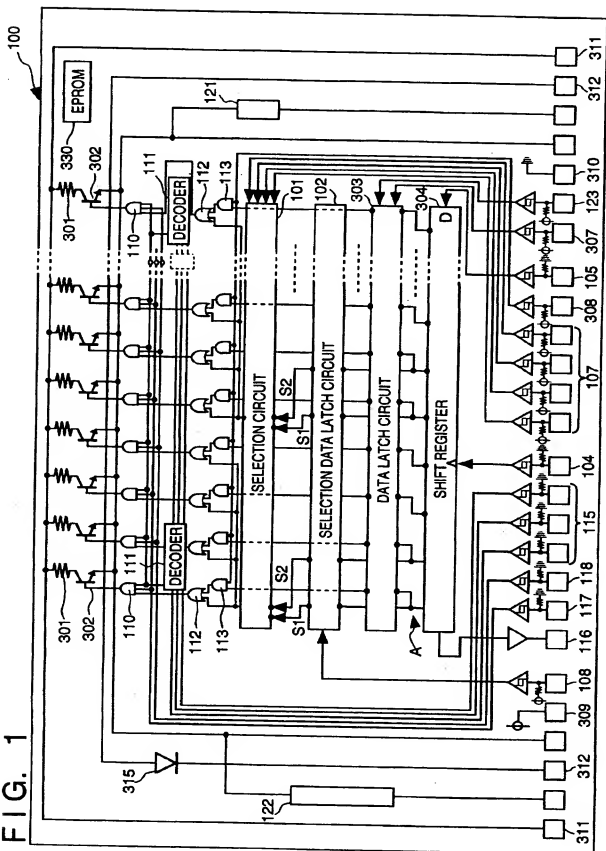 FIG. 1
100
EPROM
330
301
302
110
111
DECODER
112
113
121
301
302
110
111
DECODER
112
113
101
SELECTION CIRCUIT
S1
S2
S1
S2
102
SELECTION DATA LATCH CIRCUIT
303
DATA LATCH CIRCUIT
304
SHIFT REGISTER
D
A
315
122
311
312
309
108
116
117
118
115
104
107
308
105
307
123
310
312
311